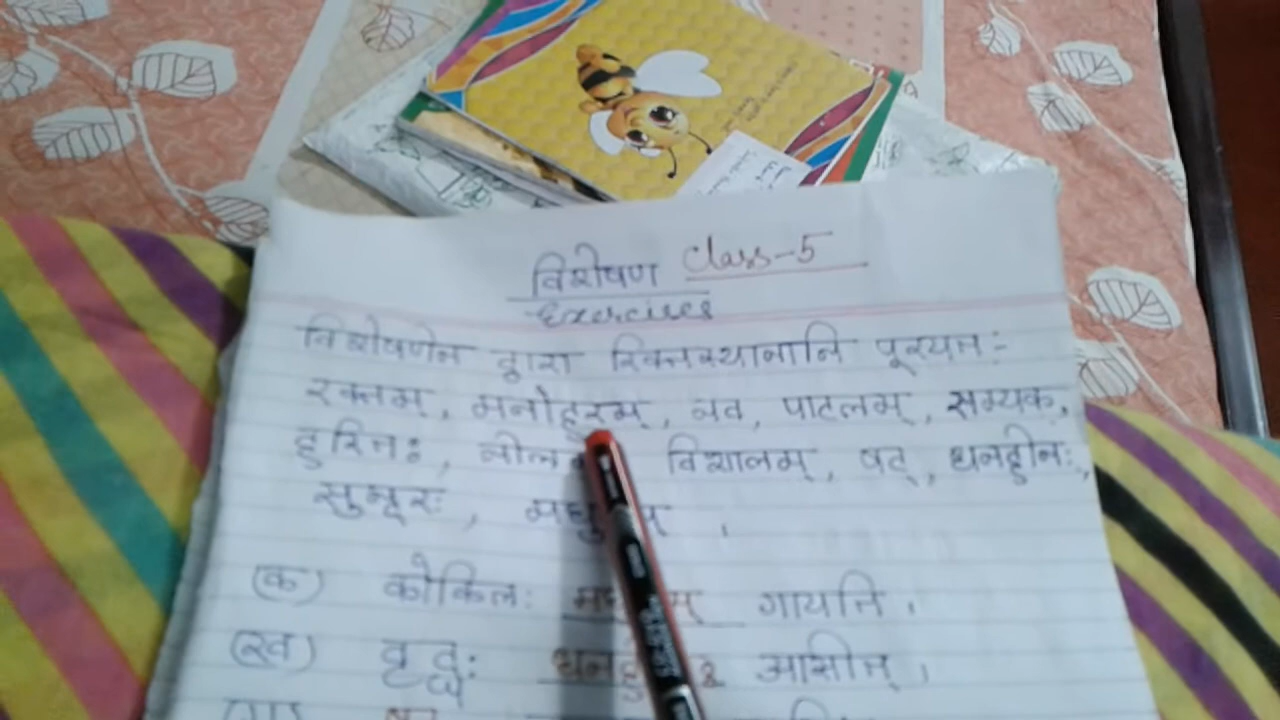 विशेषण Class-5
Exercises
विशेषणेन द्वारा रिक्तस्थानानि पूरयत:-
रक्तम्, मनोहरम्, नव, पाटलम्, सम्यक्,
हरितः, विशालम्, षट्, धनहीनः,
सुन्दरः,
(क) कोकिलः गायति ।
(ख) वृद्धः आसीत् ।